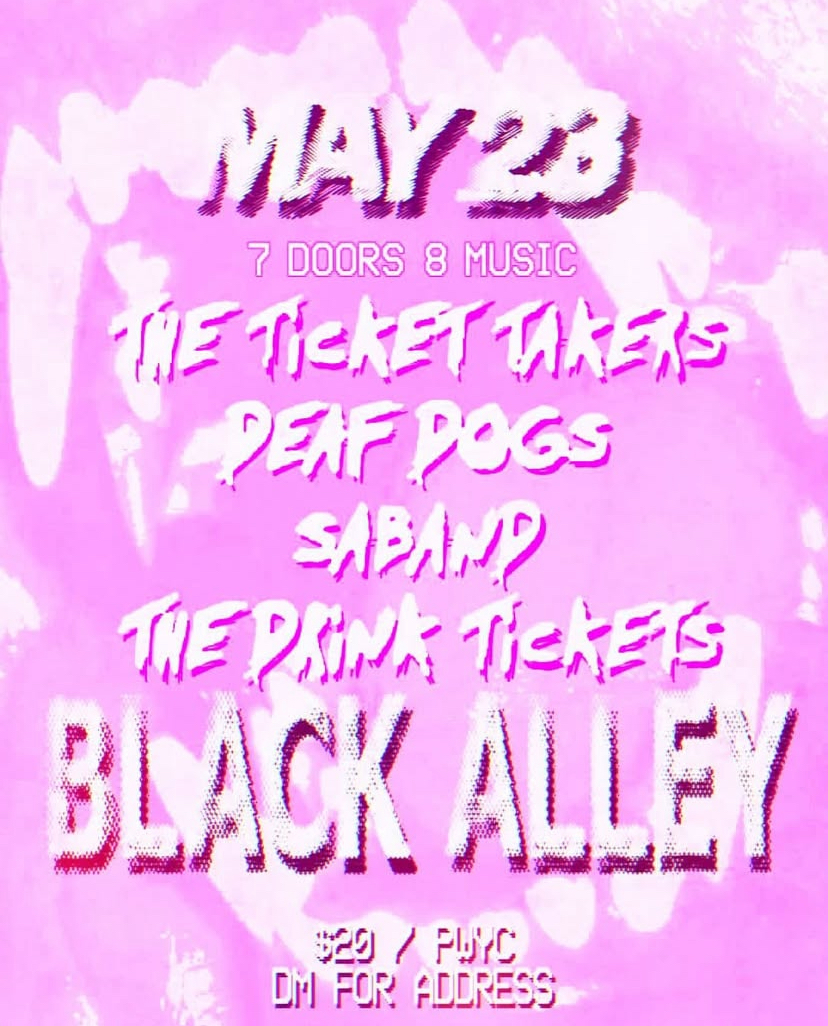 MAY 23
7 DOORS 8 MUSIC
THE TiCKET TAKERS
DEAF DOGS
SABAND
THE DRiNK TiCKETS
BLACK ALLEY
$20 / PWYC
DM FOR ADDRESS